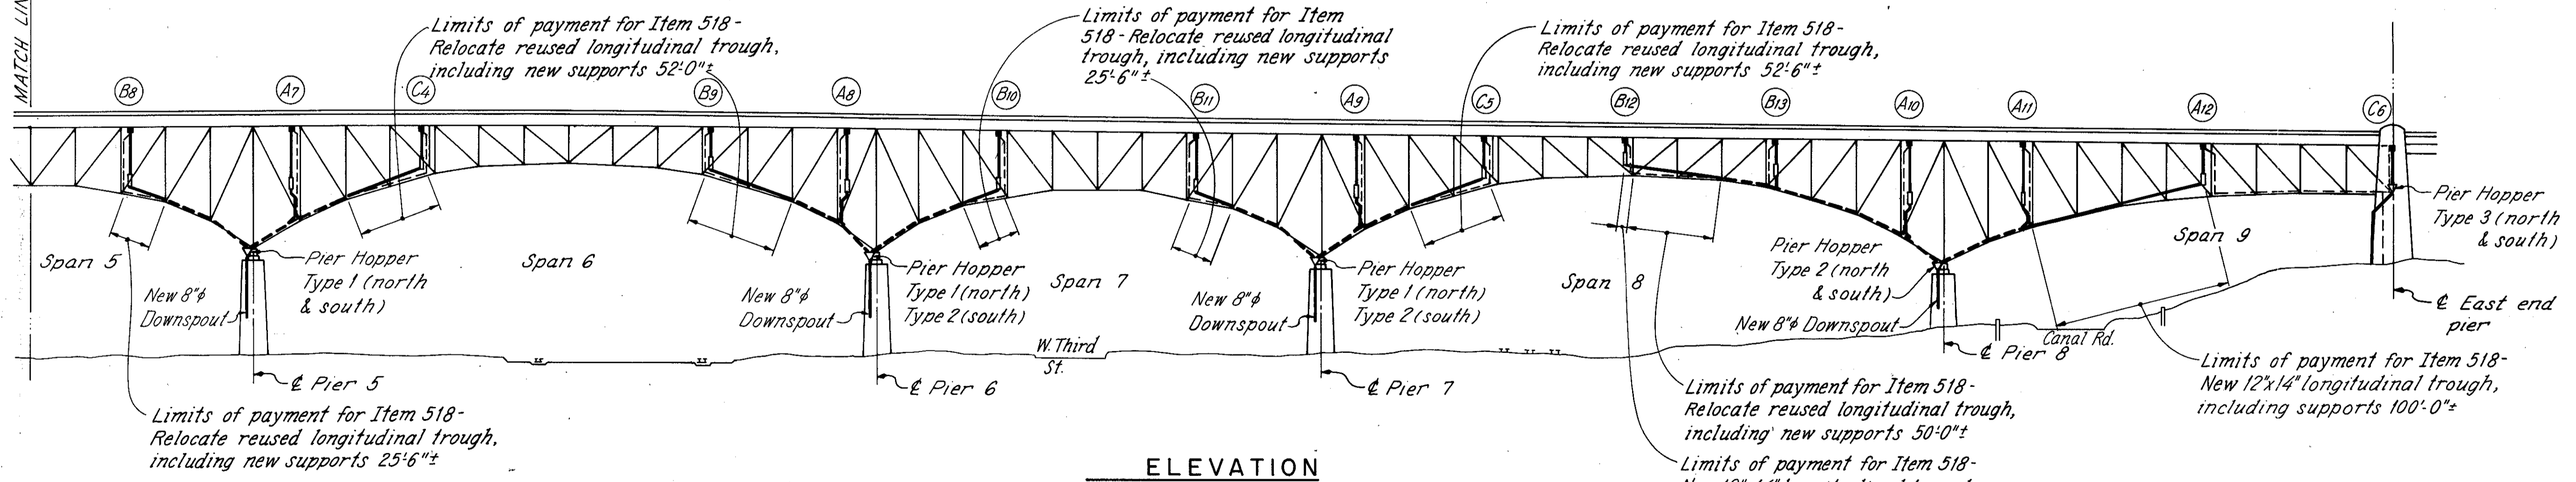 MATCH LIN
Limits of payment for Item 518-
Relocate reused longitudinal trough,
including new supports 52'-0"±
Limits of payment for Item
518-Relocate reused longitudinal
trough, including new supports
25'-6"±
Limits of payment for Item 518-
Relocate reused longitudinal trough,
including new supports 52'-6"±
B8
A7
C4
B9
A8
B10
B11
A9
C5
B12
B13
A10
A11
A12
C6
Span 5
Span 6
Span 7
Span 8
Span 9
New 8"φ
Downspout
Pier Hopper
Type 1 (north
& south)
New 8"φ
Downspout
Pier Hopper
Type 1 (north)
Type 2 (south)
New 8"φ
Downspout
Pier Hopper
Type 1 (north)
Type 2 (south)
Pier Hopper
Type 2 (north
& south)
New 8"φ Downspout
Pier Hopper
Type 3 (north
& south)
℄ East end
pier
W. Third
St.
Canal Rd.
℄ Pier 5
℄ Pier 6
℄ Pier 7
℄ Pier 8
Limits of payment for Item 518-
Relocate reused longitudinal trough,
including new supports 25'-6"±
Limits of payment for Item 518-
Relocate reused longitudinal trough,
including new supports 50'-0"±
Limits of payment for Item 518-
New 12"x14" longitudinal trough,
including supports 100'-0"±
Limits of payment for Item 518-
ELEVATION